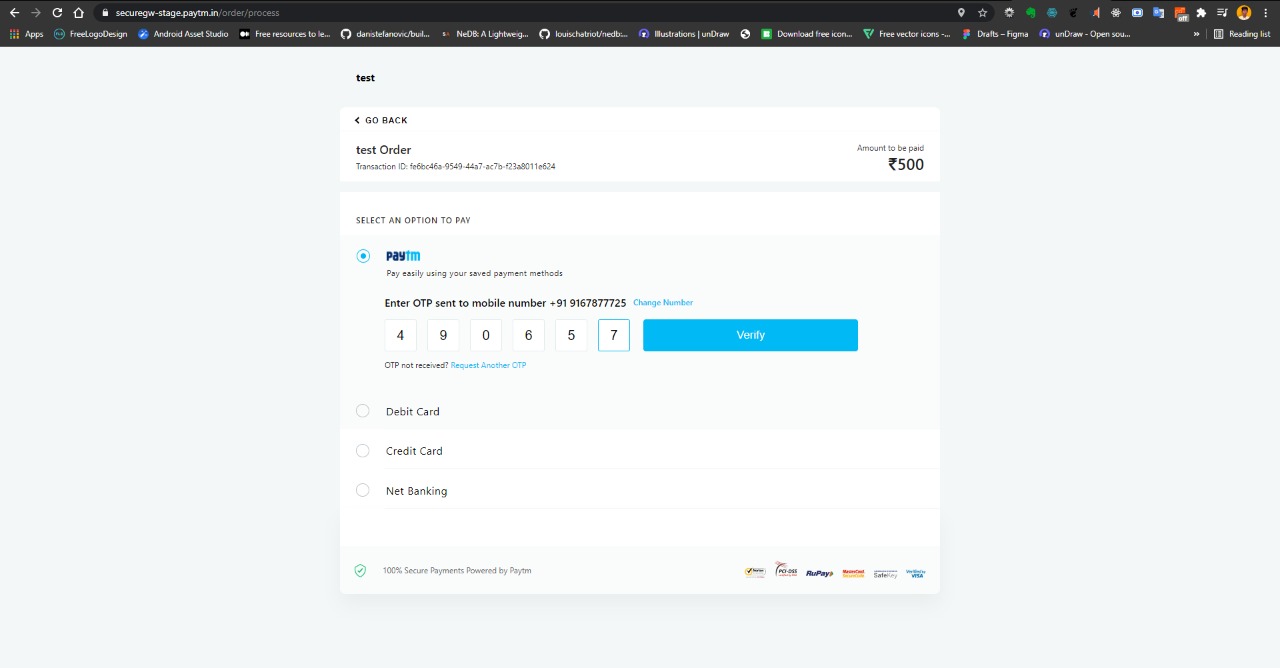 securegw-stage.paytm.in/order/process
off
Apps FreeLogoDesign Android Asset Studio Free resources to le... danistefanovic/buil... NeDB: A Lightweig... louischatriot/nedb:... Illustrations | unDraw Download free icon... Free vector icons -... Drafts – Figma unDraw - Open sou... » Reading list
test
GO BACK
test Order
Transaction ID: fe6bc46a-9549-44a7-ac7b-f23a8011e624
Amount to be paid
₹500
SELECT AN OPTION TO PAY
paytm
Pay easily using your saved payment methods
Enter OTP sent to mobile number +91 9167877725 Change Number
4 9 0 6 5 7 Verify
OTP not received? Request Another OTP
Debit Card
Credit Card
Net Banking
100% Secure Payments Powered by Paytm
Norton PCI-DSS RuPay MasterCard SafeKey Verified by VISA